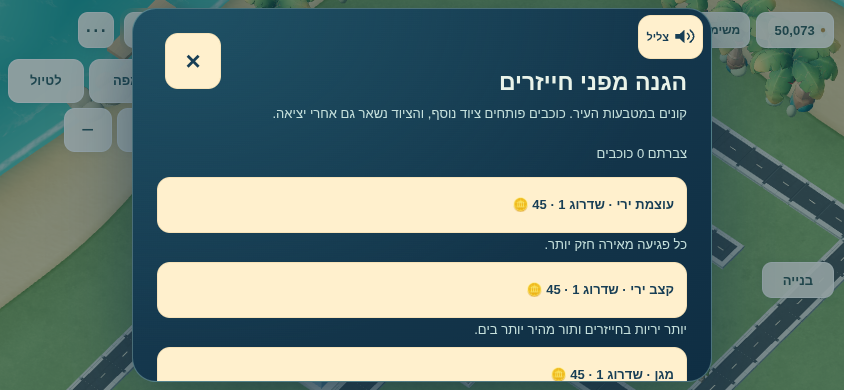 50,073
צליל
לטיול
הגנה מפני חייזרים
קונים במטבעות העיר. כוכבים פותחים ציוד נוסף, והציוד נשאר גם אחרי יציאה.
צברתם 0 כוכבים
עוצמת ירי · שדרוג 1 · 45
כל פגיעה מאירה חזק יותר.
קצב ירי · שדרוג 1 · 45
יותר יריות בחייזרים ותור מהיר יותר בים.
מגן · שדרוג 1 · 45
בנייה